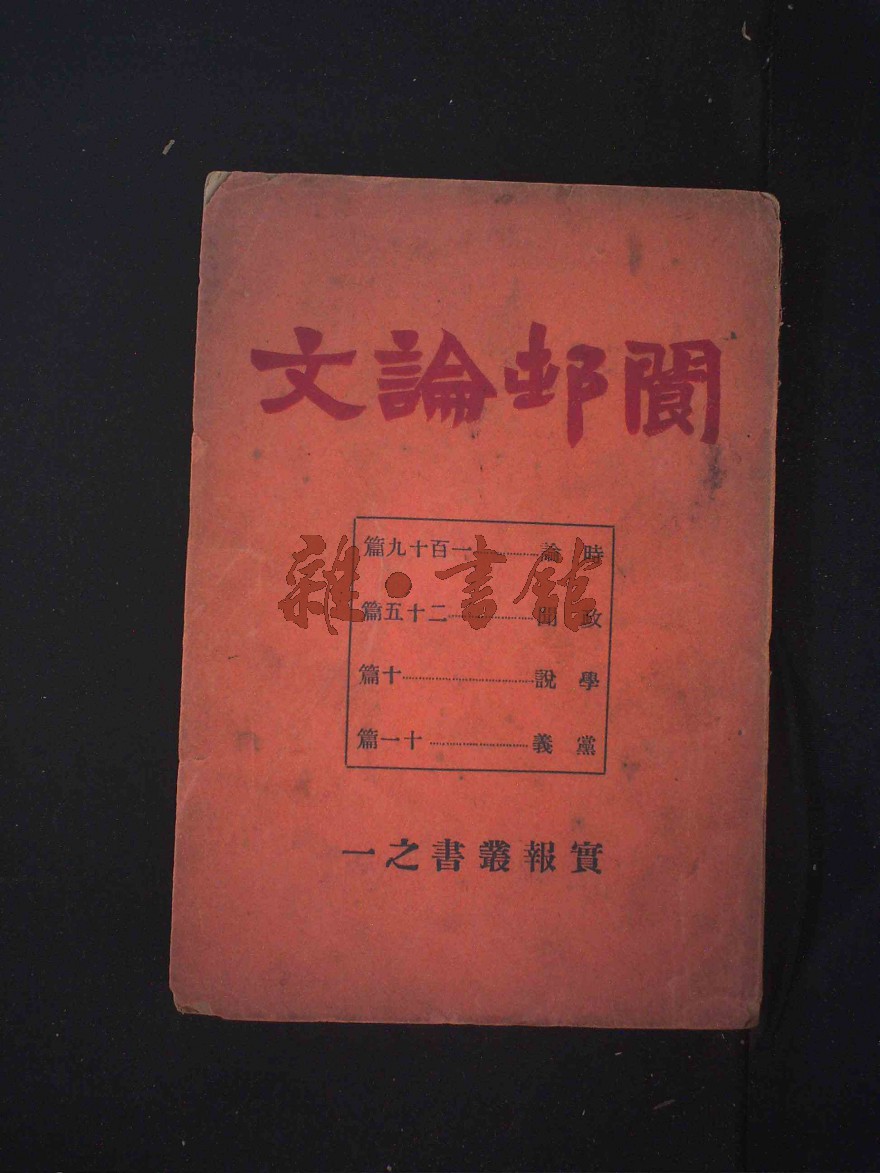 閬邨論文
時論………一百十九篇
政聞………二十五篇
學說………十篇
黨義………十一篇
實報叢書之一
雜·書館